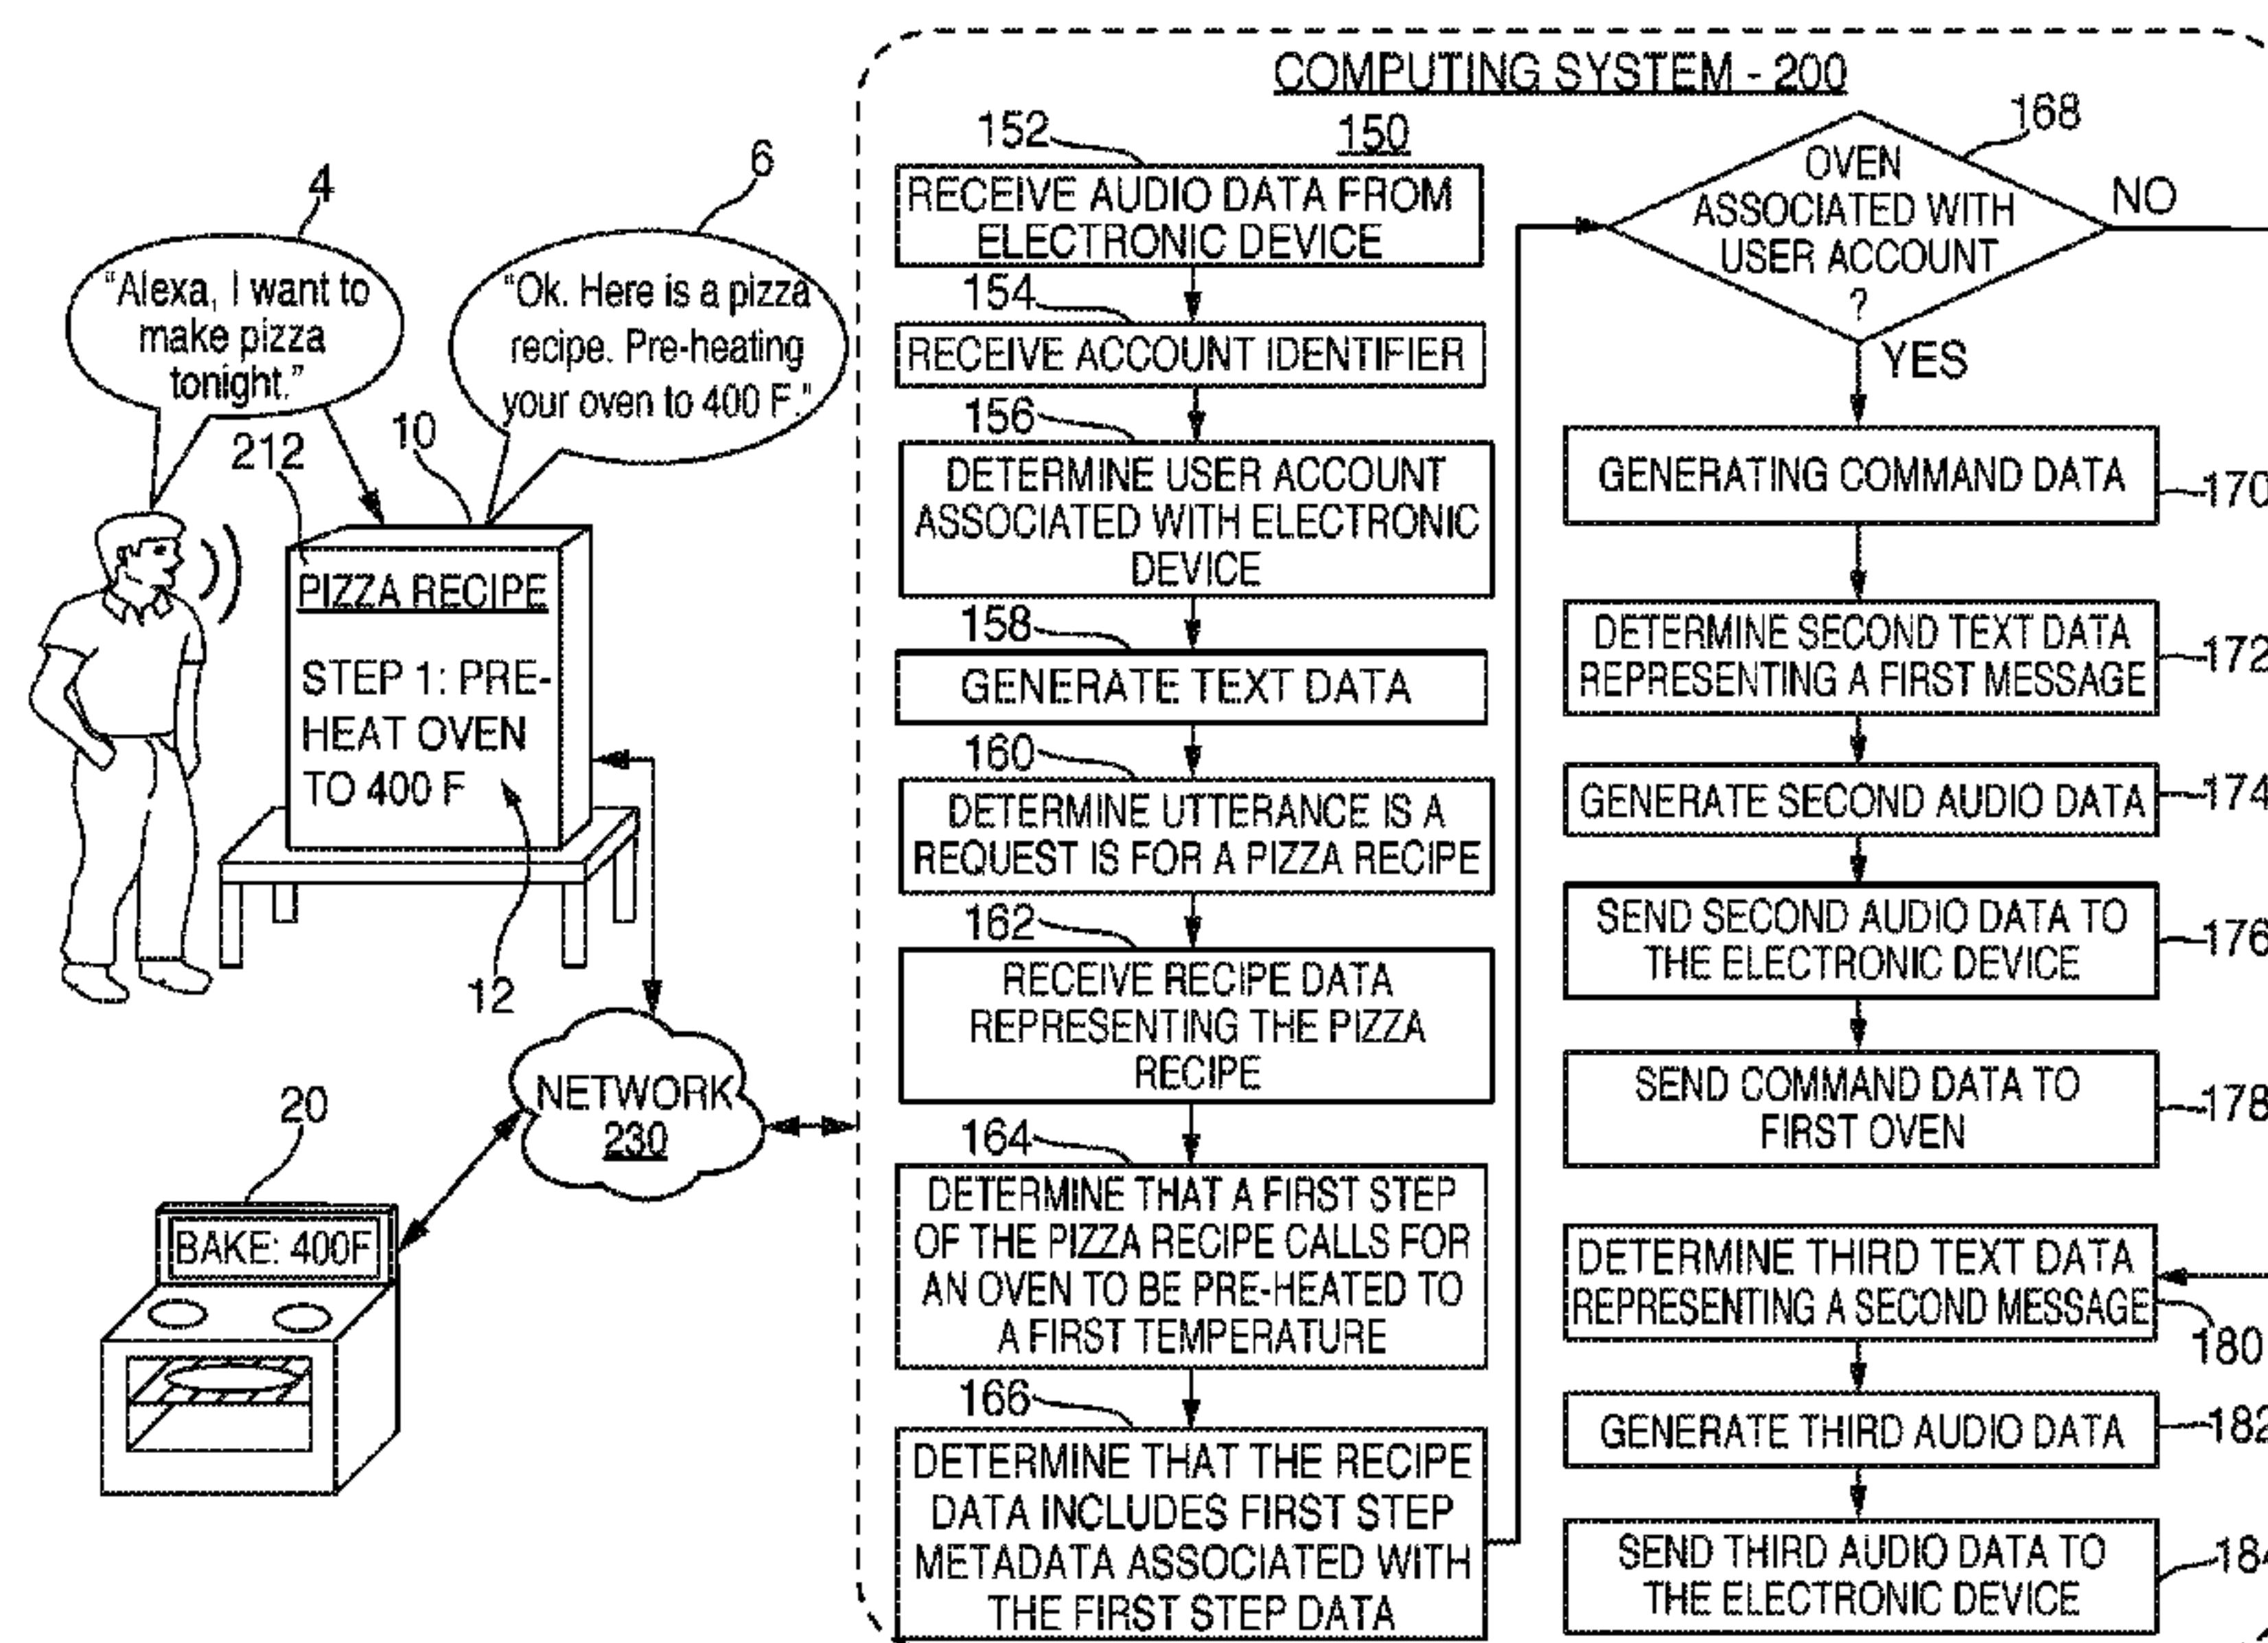 COMPUTING SYSTEM - 200
150
4
"Alexa, I want to
make pizza
tonight."
6
"Ok. Here is a pizza
recipe. Pre-heating
your oven to 400 F."
212
10
PIZZA RECIPE
STEP 1: PRE-
HEAT OVEN
TO 400 F
12
NETWORK
230
20
BAKE: 400F
152
RECEIVE AUDIO DATA FROM
ELECTRONIC DEVICE
154
RECEIVE ACCOUNT IDENTIFIER
156
DETERMINE USER ACCOUNT
ASSOCIATED WITH ELECTRONIC
DEVICE
158
GENERATE TEXT DATA
160
DETERMINE UTTERANCE IS A
REQUEST IS FOR A PIZZA RECIPE
162
RECEIVE RECIPE DATA
REPRESENTING THE PIZZA
RECIPE
164
DETERMINE THAT A FIRST STEP
OF THE PIZZA RECIPE CALLS FOR
AN OVEN TO BE PRE-HEATED TO
A FIRST TEMPERATURE
166
DETERMINE THAT THE RECIPE
DATA INCLUDES FIRST STEP
METADATA ASSOCIATED WITH
THE FIRST STEP DATA
168
OVEN
ASSOCIATED WITH
USER ACCOUNT
?
NO
YES
GENERATING COMMAND DATA
170
DETERMINE SECOND TEXT DATA
REPRESENTING A FIRST MESSAGE
172
GENERATE SECOND AUDIO DATA
174
SEND SECOND AUDIO DATA TO
THE ELECTRONIC DEVICE
176
SEND COMMAND DATA TO
FIRST OVEN
178
DETERMINE THIRD TEXT DATA
REPRESENTING A SECOND MESSAGE
180
GENERATE THIRD AUDIO DATA
182
SEND THIRD AUDIO DATA TO
THE ELECTRONIC DEVICE
184